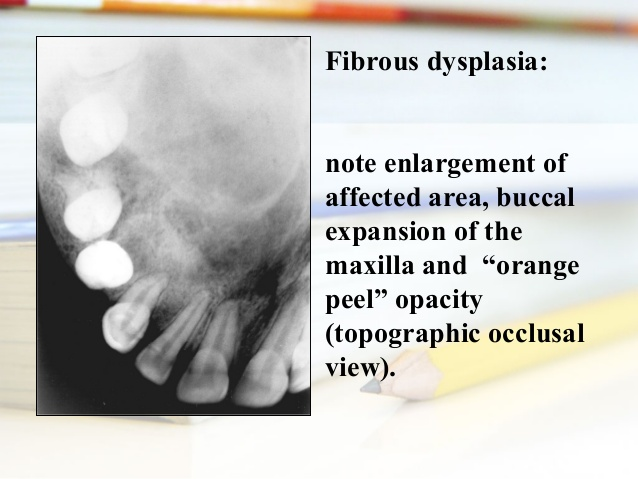 Fibrous dysplasia:
note enlargement of
affected area, buccal
expansion of the
maxilla and “orange
peel” opacity
(topographic occlusal
view).